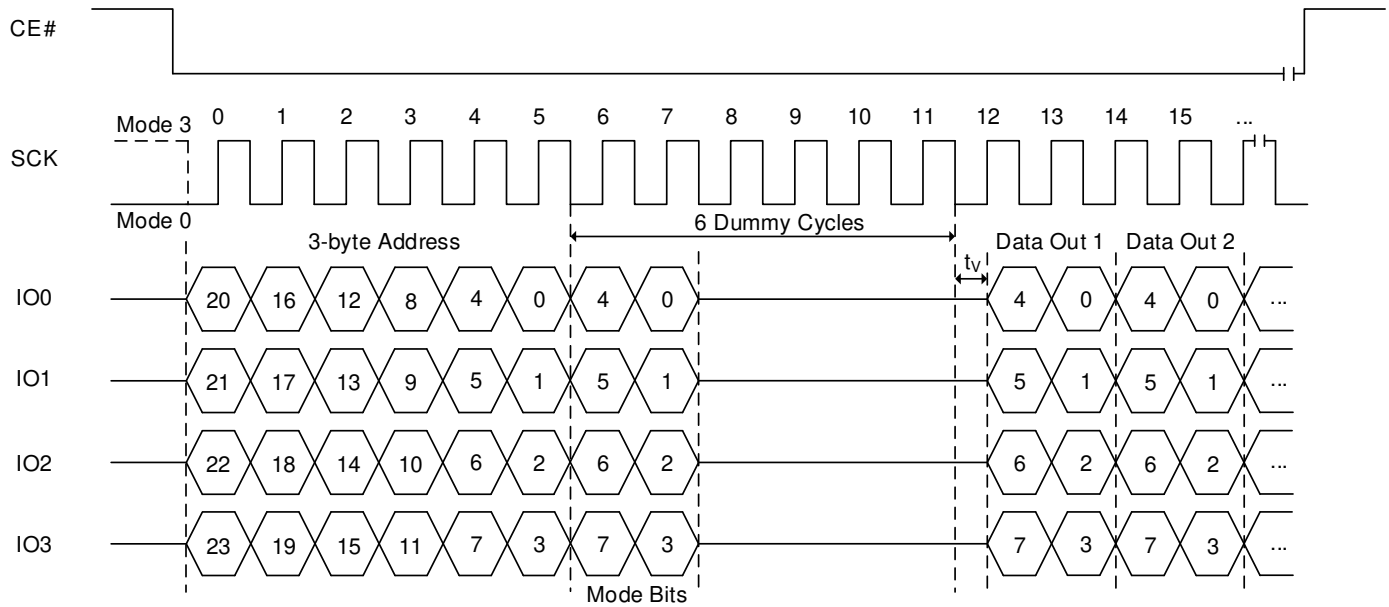 CE#
Mode 3 0 1 2 3 4 5 6 7 8 9 10 11 12 13 14 15 ...
SCK
Mode 0
6 Dummy Cycles
3-byte Address Data Out 1 Data Out 2
tV
IO0 20 16 12 8 4 0 4 0 4 0 4 0 ...
IO1 21 17 13 9 5 1 5 1 5 1 5 1 ...
IO2 22 18 14 10 6 2 6 2 6 2 6 2 ...
IO3 23 19 15 11 7 3 7 3 7 3 7 3 ...
Mode Bits